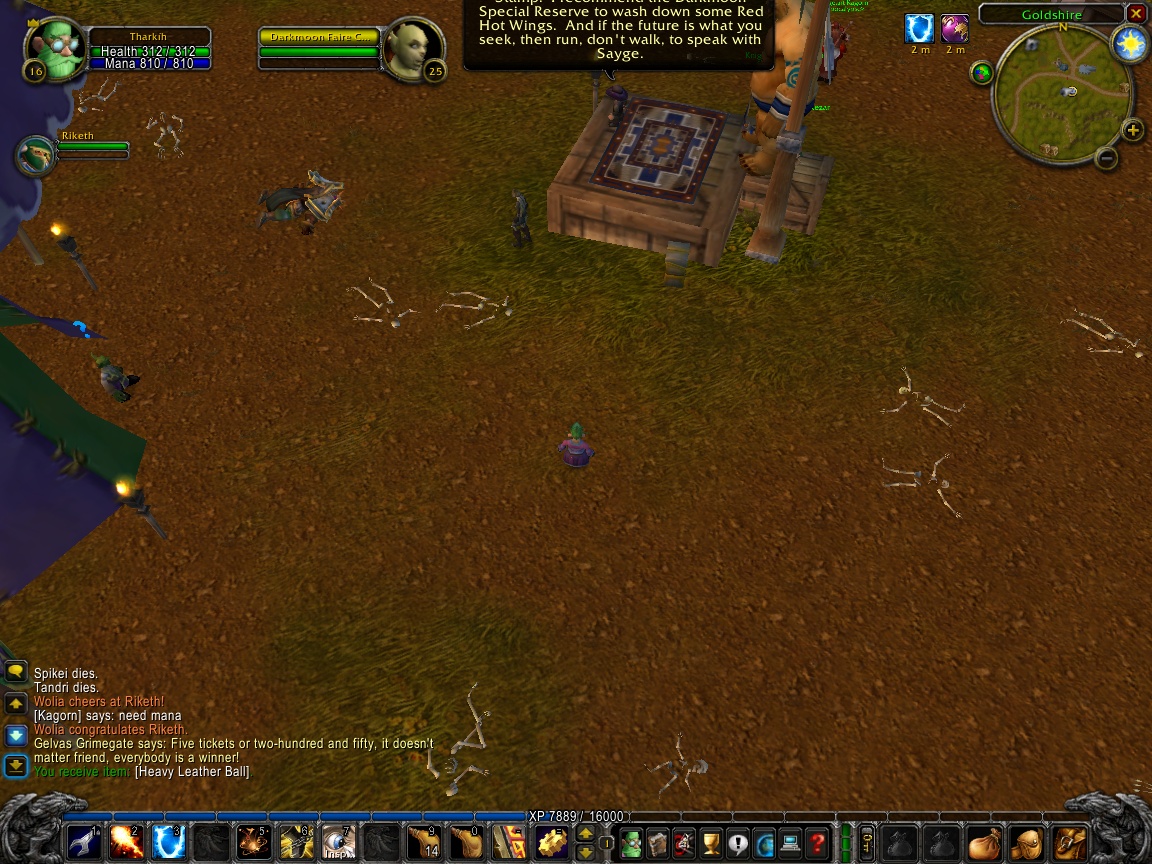 Special Reserve to wash down some Red
Hot Wings.  And if the future is what you
seek, then run, don't walk, to speak with
Sayge.
Tharkih
Health 312 / 312
Mana 810 / 810
16
Darkmoon Faire C...
25
Riketh
2 m
2 m
Goldshire
N
Spikei dies.
Tandri dies.
Wolia cheers at Riketh!
[Kagorn] says: need mana
Wolia congratulates Riketh.
Gelvas Grimegate says: Five tickets or two-hundred and fifty, it doesn't
matter friend, everybody is a winner!
You receive item: [Heavy Leather Ball].
XP 7889 / 16000
1
2
3
5
6
7
9
14
0
1